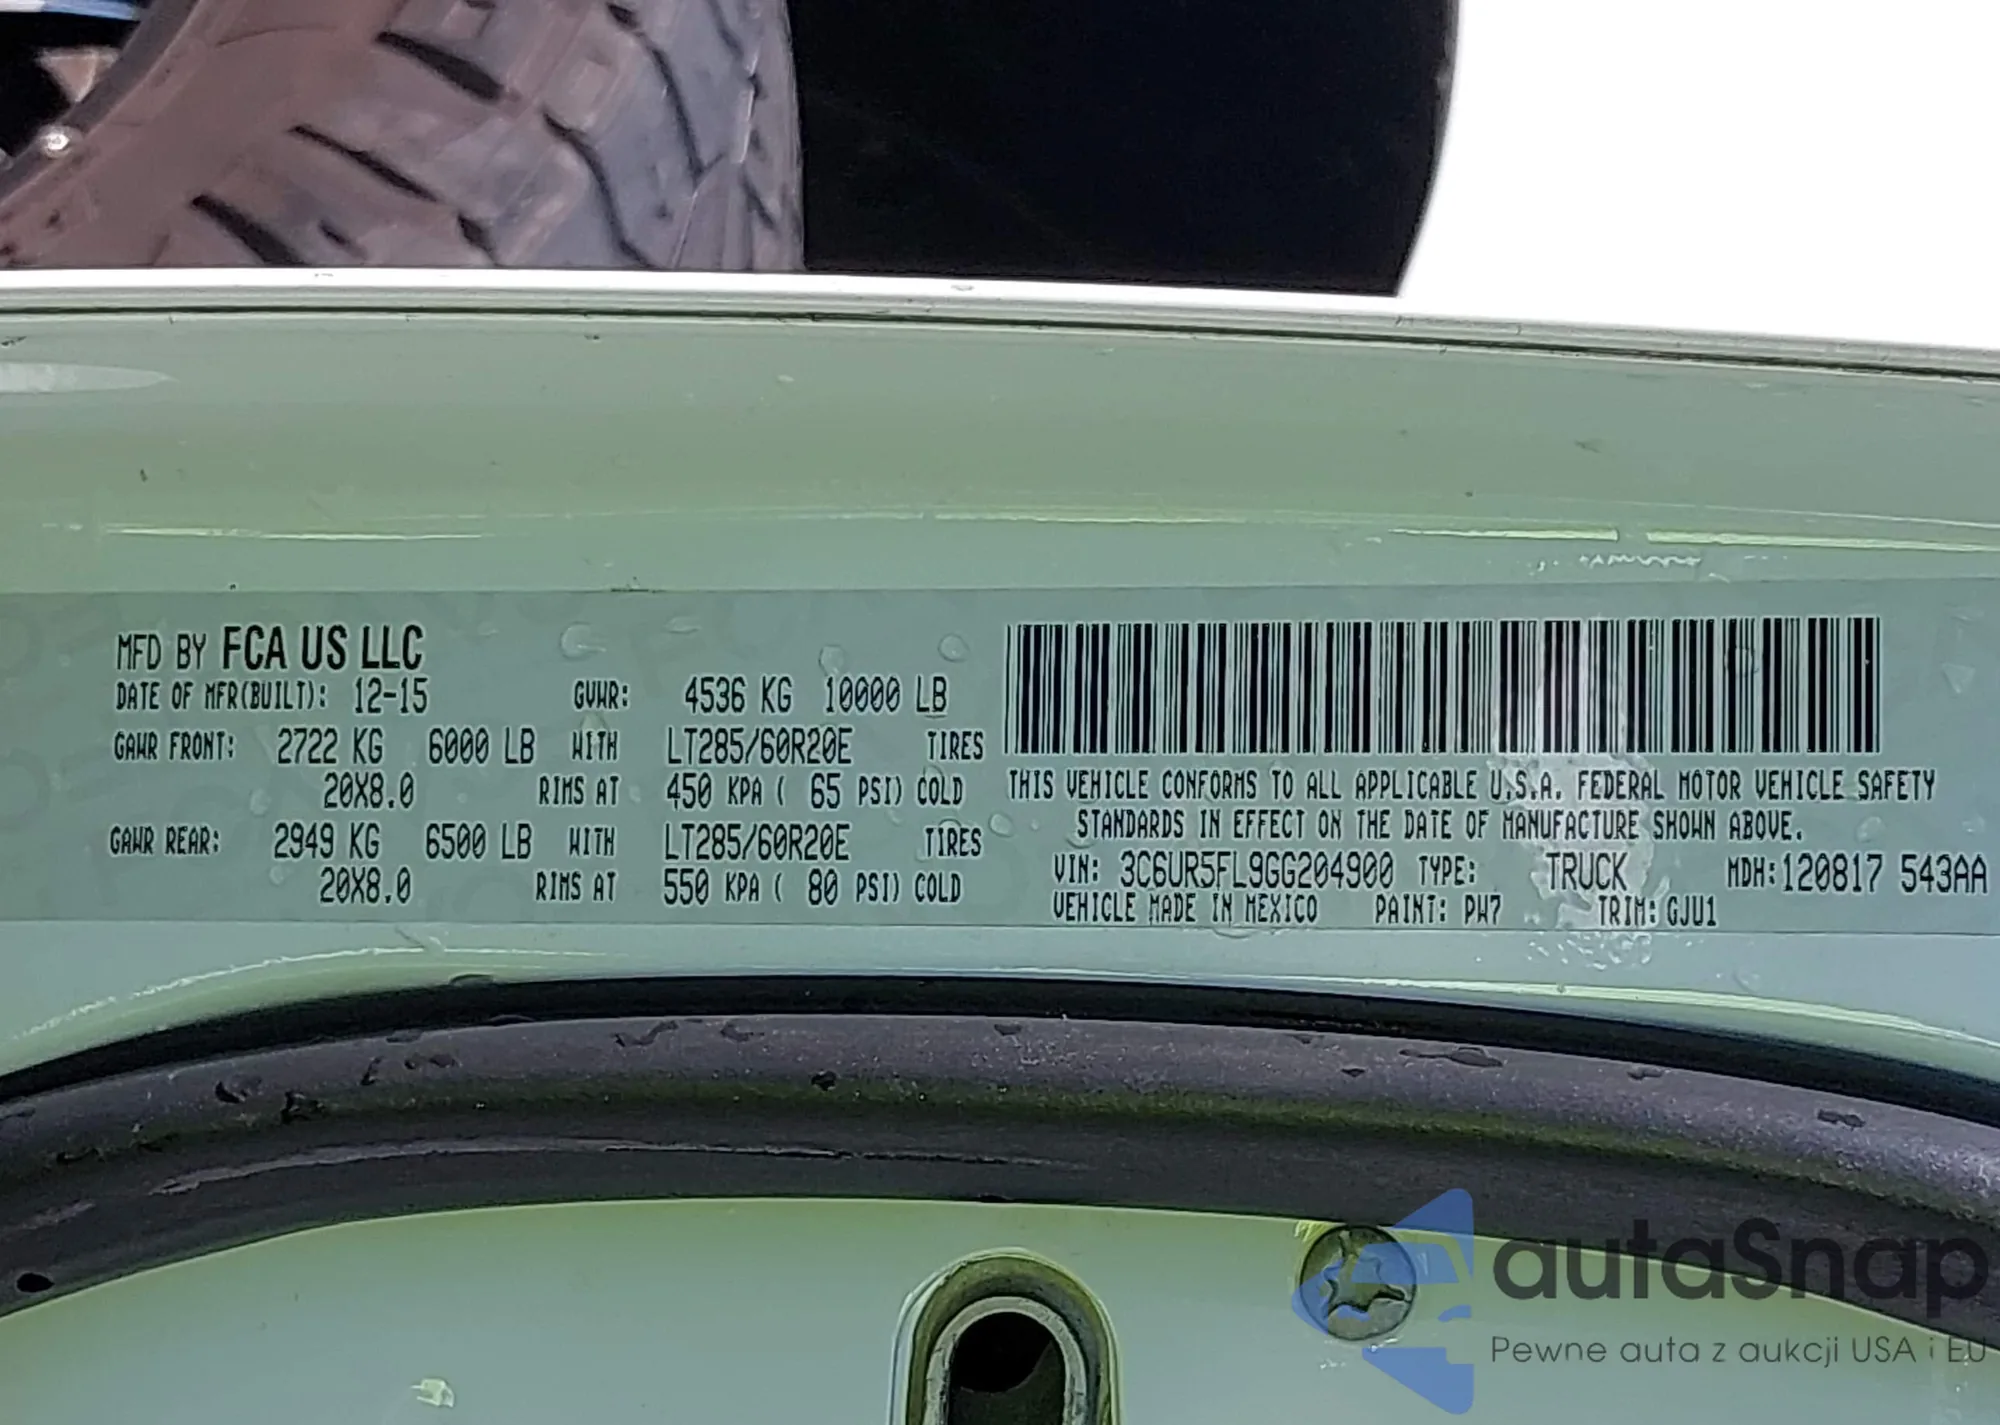 MFD BY FCA US LLC
DATE OF MFR(BUILT): 12-15 GVWR: 4536 KG 10000 LB
GAWR FRONT: 2722 KG 6000 LB WITH LT285/60R20E TIRES
20X8.0 RIMS AT 450 KPA ( 65 PSI) COLD
GAWR REAR: 2949 KG 6500 LB WITH LT285/60R20E TIRES
20X8.0 RIMS AT 550 KPA ( 80 PSI) COLD
THIS VEHICLE CONFORMS TO ALL APPLICABLE U.S.A. FEDERAL MOTOR VEHICLE SAFETY
STANDARDS IN EFFECT ON THE DATE OF MANUFACTURE SHOWN ABOVE.
VIN: 3C6UR5FL9GG204900 TYPE: TRUCK MDH:120817 543AA
VEHICLE MADE IN MEXICO PAINT: PW7 TRIM:GJU1
autaSnap
Pewne auta z aukcji USA i EU